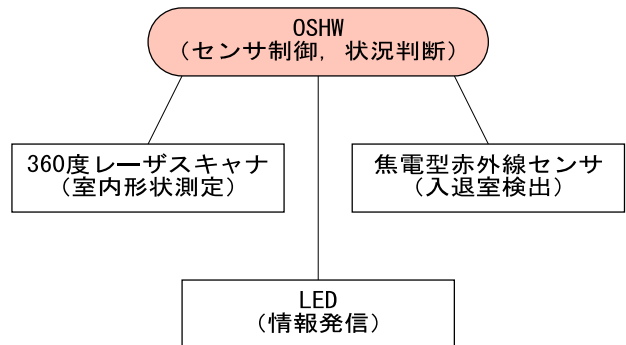 OSHW
（センサ制御，状況判断）
360度レーザスキャナ
（室内形状測定）
焦電型赤外線センサ
（入退室検出）
LED
（情報発信）